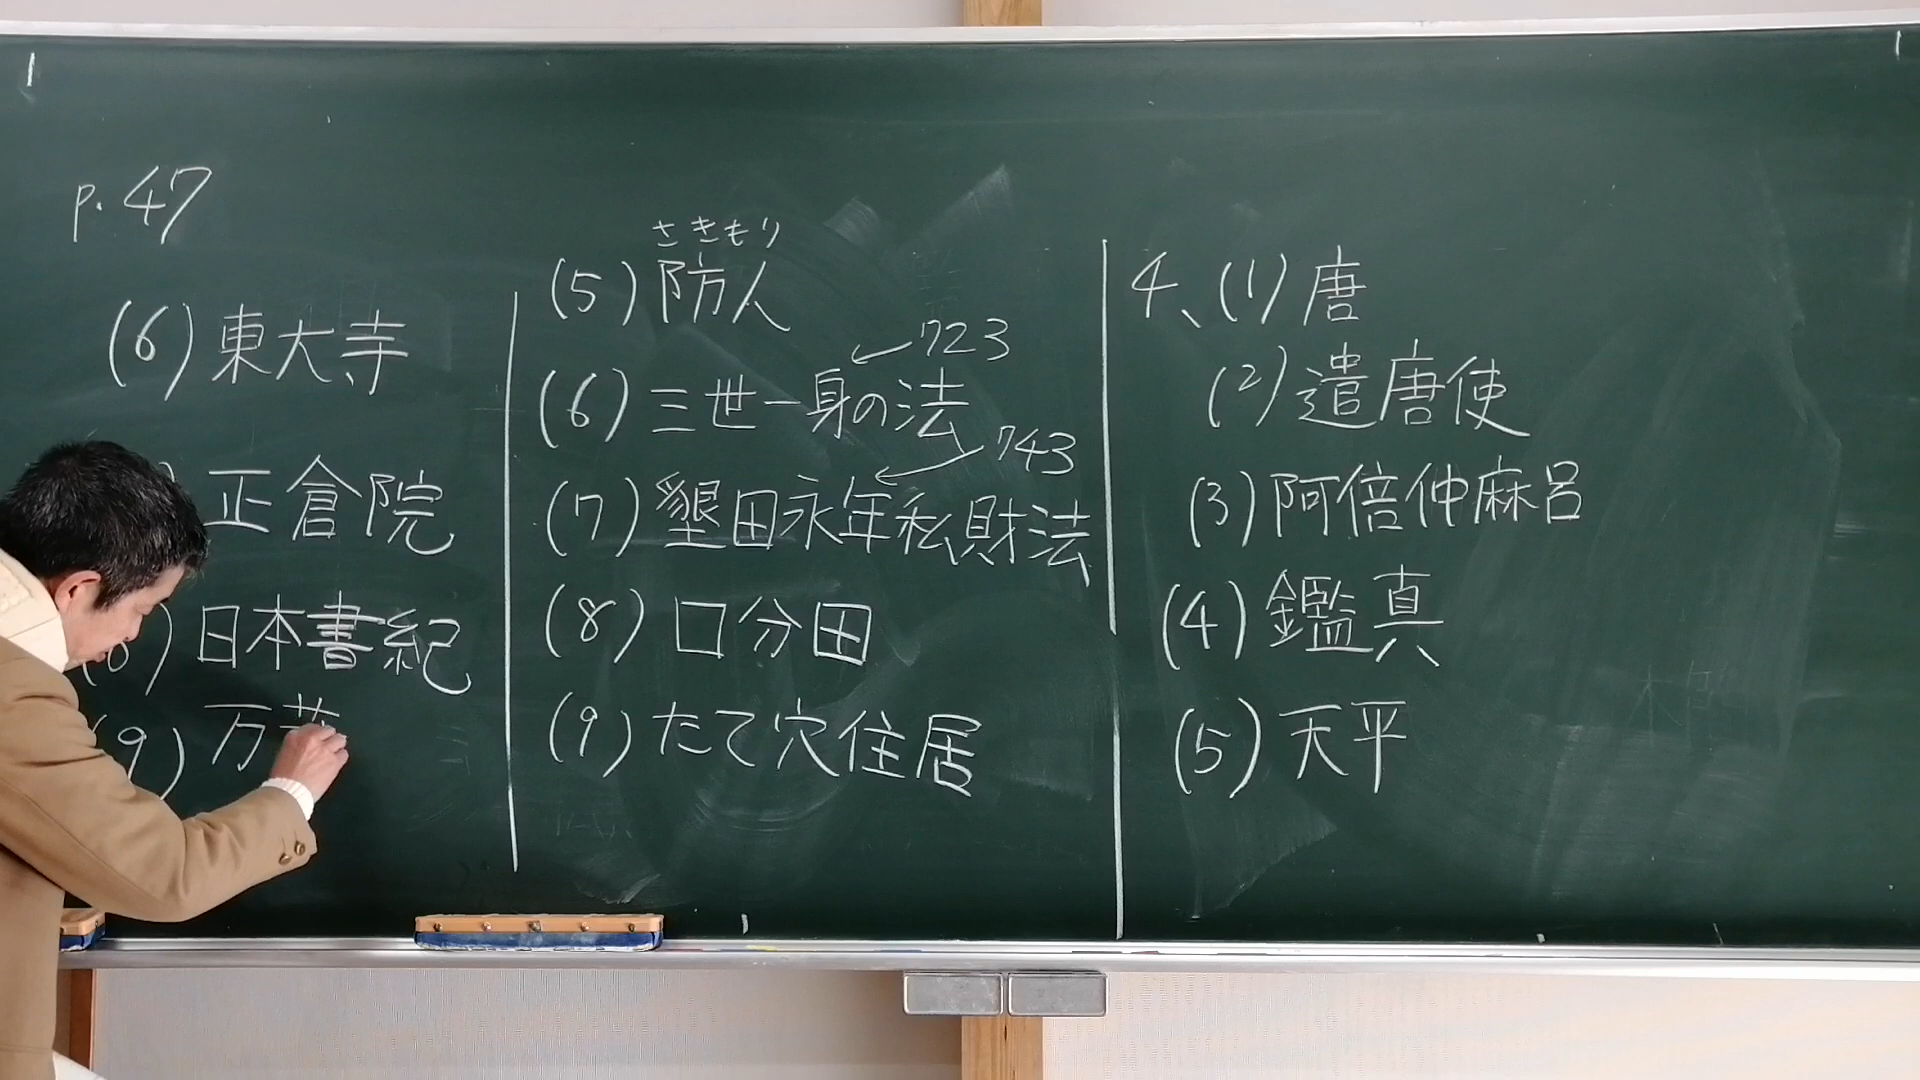 p.47
(6) 東大寺
正倉院
日本書紀
(9) 万葉
さきもり
(5) 防人
723
(6) 三世一身の法
743
(7) 墾田永年私財法
(8) 口分田
(9) たて穴住居
4、(1) 唐
(2) 遣唐使
(3) 阿倍仲麻呂
(4) 鑑真
(5) 天平